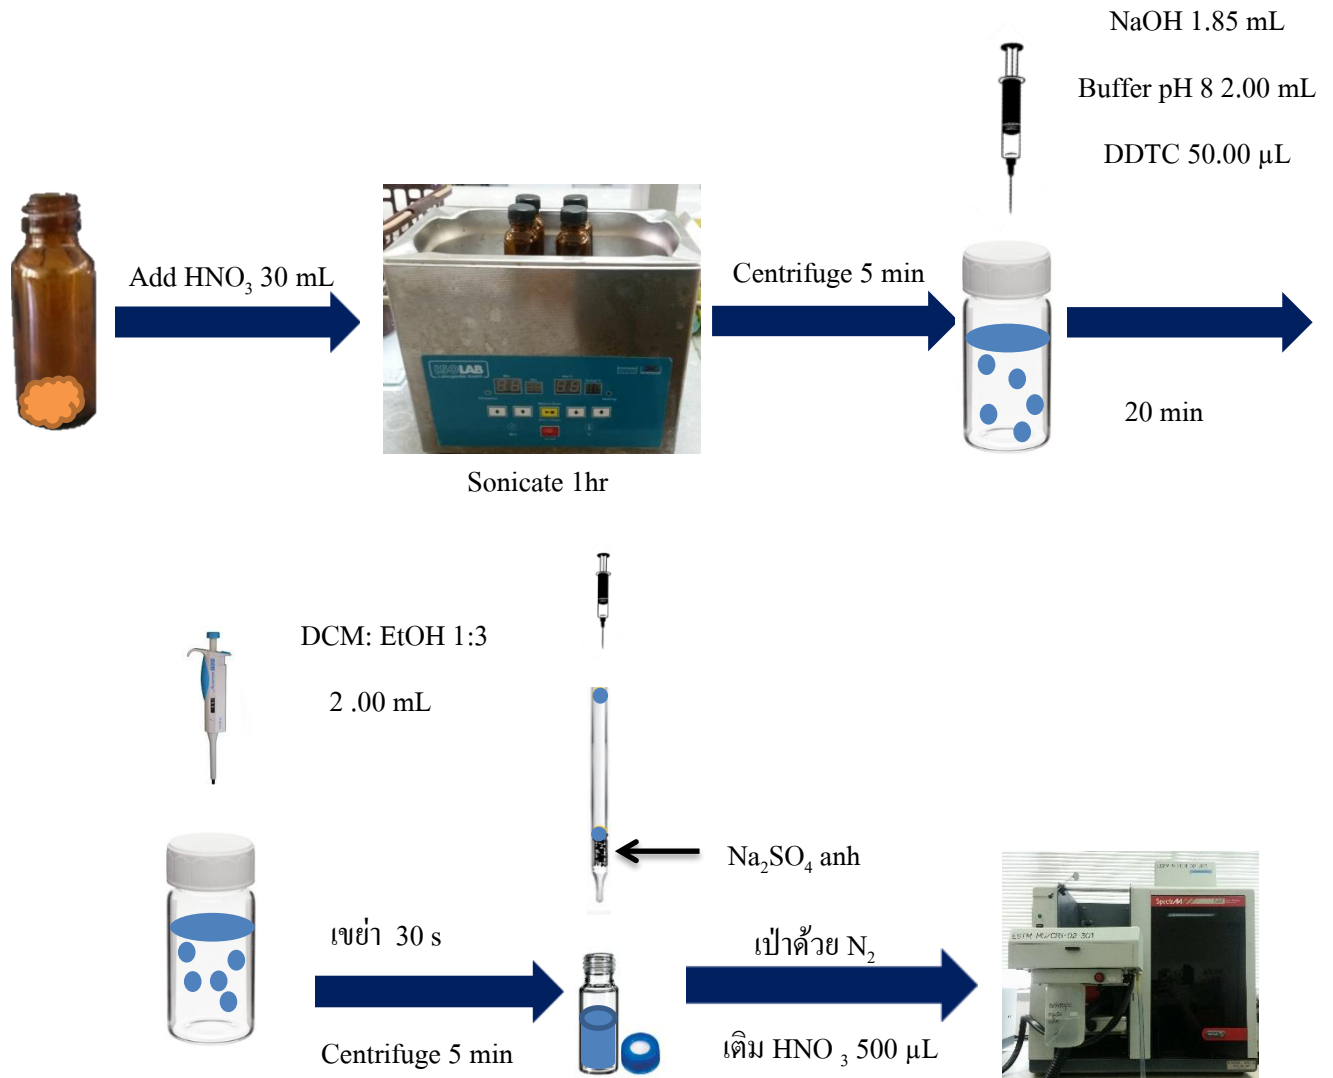 NaOH 1.85 mL
Buffer pH 8 2.00 mL
DDTC 50.00 µL
Add HNO₃ 30 mL
Centrifuge 5 min
ISOLAB
20 min
Sonicate 1hr
DCM: EtOH 1:3
2 .00 mL
Na₂SO₄ anh
เขย่า 30 s
Centrifuge 5 min
เป่าด้วย N₂
เติม HNO ₃ 500 µL
SpectrAA